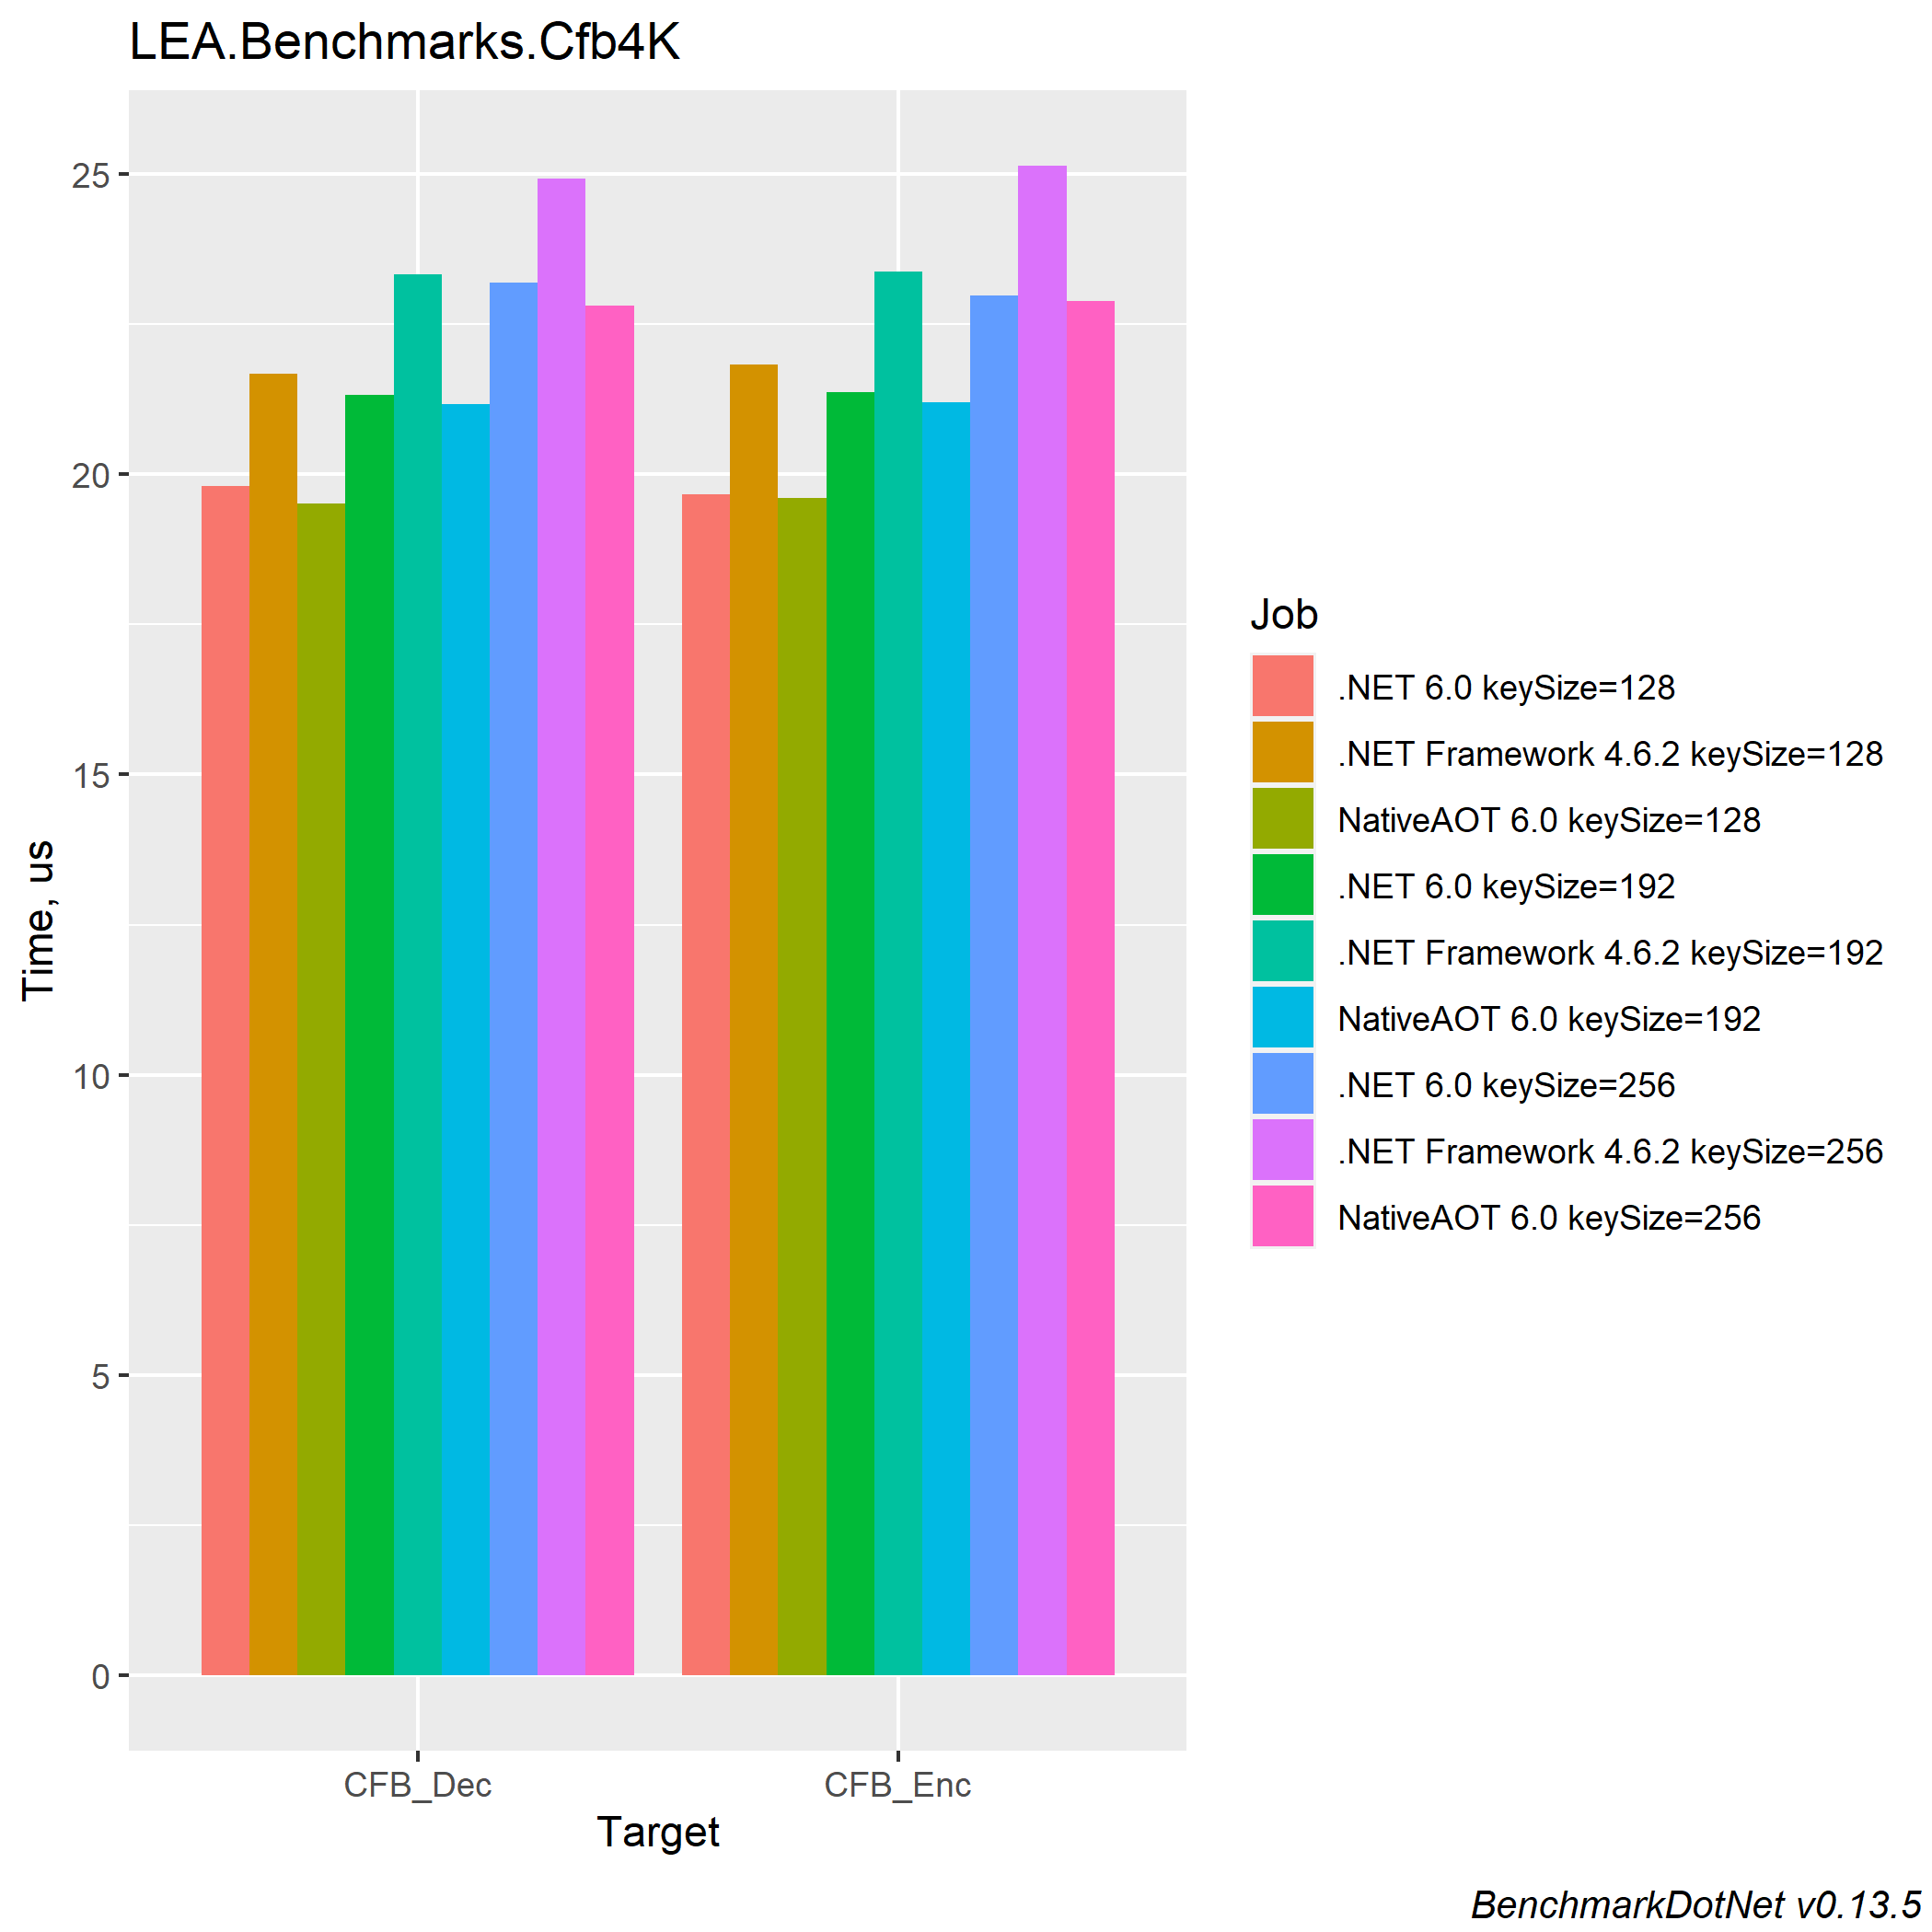 LEA.Benchmarks.Cfb4K
25
20
15
10
5
0
Time, us
CFB_Dec
CFB_Enc
Target
Job
.NET 6.0 keySize=128
.NET Framework 4.6.2 keySize=128
NativeAOT 6.0 keySize=128
.NET 6.0 keySize=192
.NET Framework 4.6.2 keySize=192
NativeAOT 6.0 keySize=192
.NET 6.0 keySize=256
.NET Framework 4.6.2 keySize=256
NativeAOT 6.0 keySize=256
BenchmarkDotNet v0.13.5